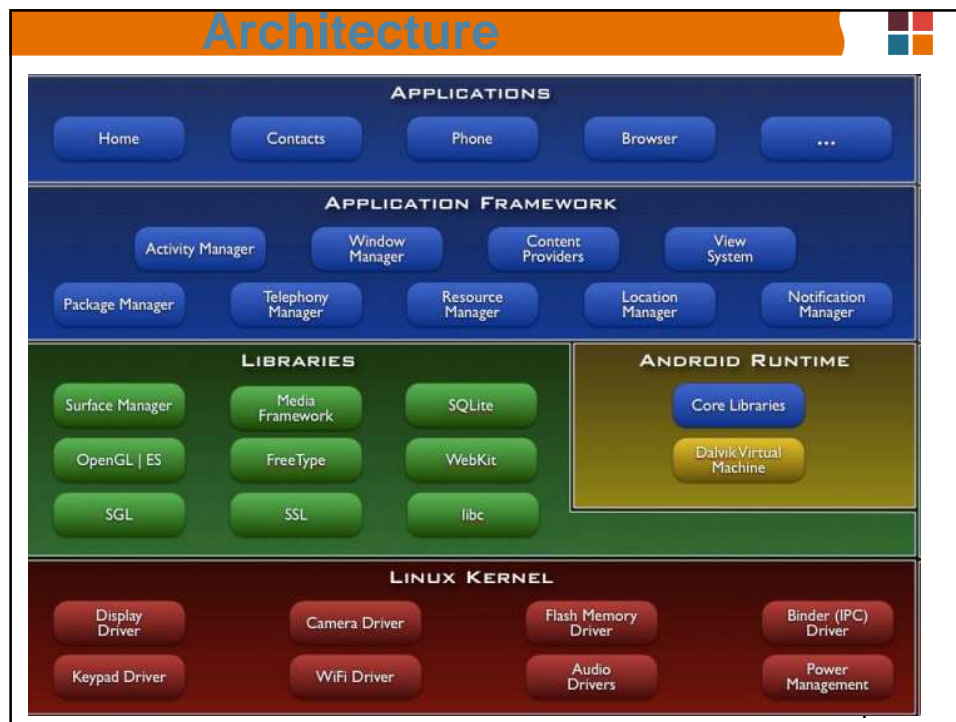 Architecture
APPLICATIONS
Home Contacts Phone Browser ...
APPLICATION FRAMEWORK
Activity Manager Window Manager Content Providers View System
Package Manager Telephony Manager Resource Manager Location Manager Notification Manager
LIBRARIES
Surface Manager Media Framework SQLite
OpenGL | ES FreeType WebKit
SGL SSL libc
ANDROID RUNTIME
Core Libraries
Dalvik Virtual Machine
LINUX KERNEL
Display Driver Camera Driver Flash Memory Driver Binder (IPC) Driver
Keypad Driver WiFi Driver Audio Drivers Power Management